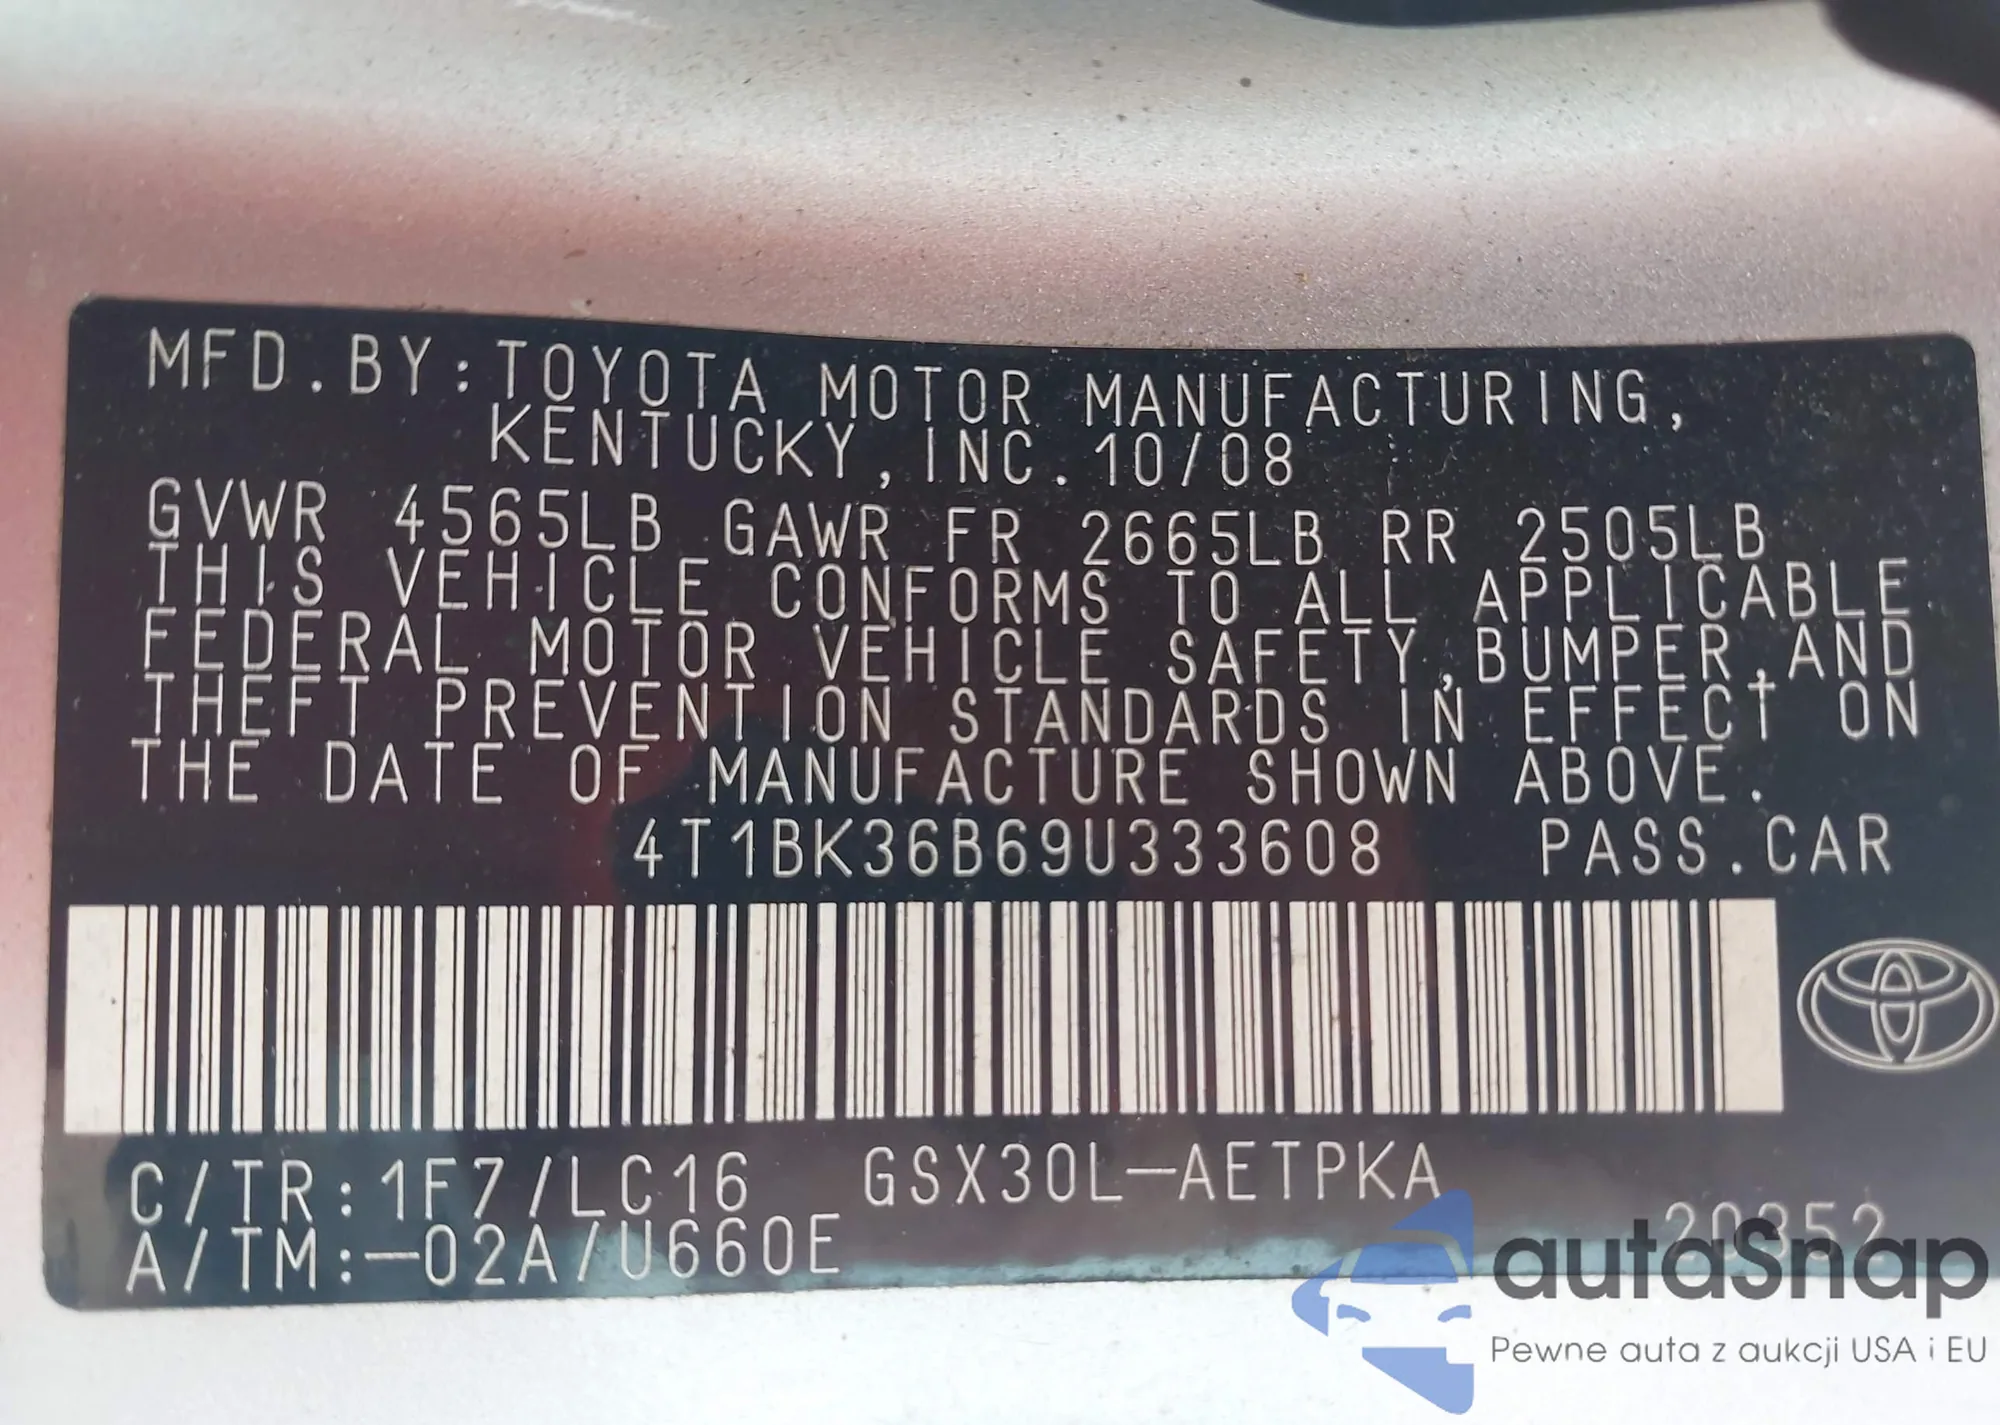 MFD.BY:TOYOTA MOTOR MANUFACTURING,
KENTUCKY,INC.10/08
GVWR 4565LB GAWR FR 2665LB RR 2505LB
THIS VEHICLE CONFORMS TO ALL APPLICABLE
FEDERAL MOTOR VEHICLE SAFETY,BUMPER,AND
THEFT PREVENTION STANDARDS IN EFFECT ON
THE DATE OF MANUFACTURE SHOWN ABOVE.
4T1BK36B69U333608 PASS.CAR
C/TR:1F7/LC16 GSX30L-AETPKA
A/TM:-02A/U660E 20352
autaSnap
Pewne auta z aukcji USA i EU